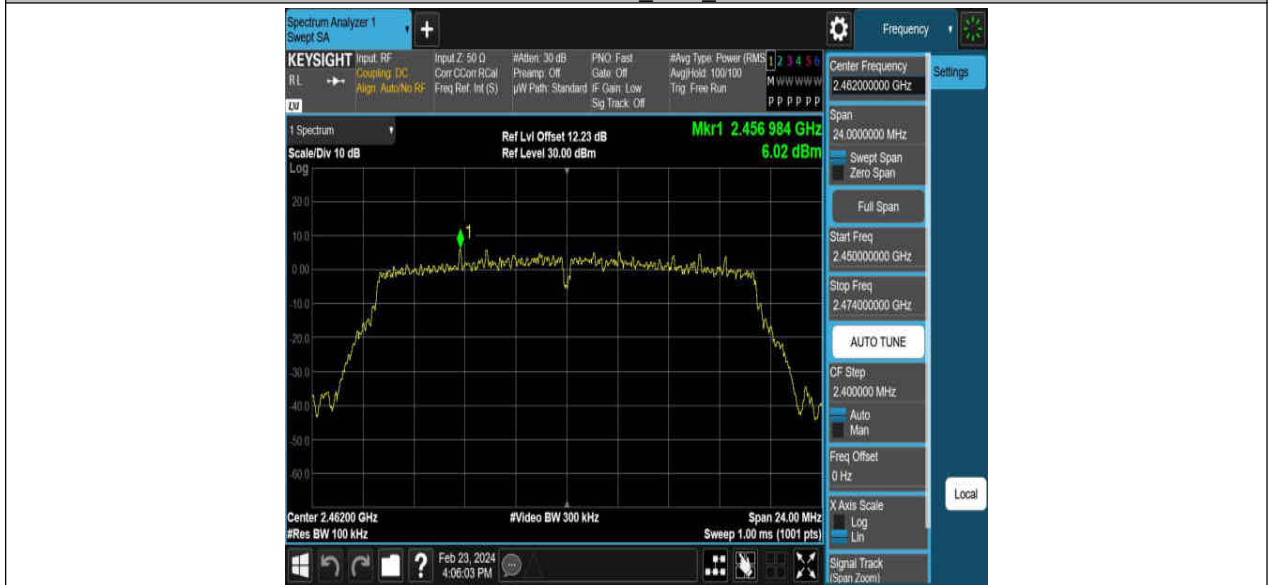 Spectrum Analyzer 1
Swept SA
+
Frequency
KEYSIGHT
RL
LXI
Input: RF
Coupling: DC
Align: Auto/No RF
Input Z: 50 Ω
Corr CCorr RCal
Freq Ref: Int (S)
#Atten: 30 dB
Preamp: Off
µW Path: Standard
PNO: Fast
Gate: Off
IF Gain: Low
Sig Track: Off
#Avg Type: Power (RMS
Avg|Hold: 100/100
Trig: Free Run
1 2 3 4 5 6
M W W W W W
P P P P P P
1 Spectrum
Scale/Div 10 dB
Log
Ref Lvl Offset 12.23 dB
Ref Level 30.00 dBm
Mkr1 2.456 984 GHz
6.02 dBm
20.0
10.0
0.00
-10.0
-20.0
-30.0
-40.0
-50.0
-60.0
1
Center 2.46200 GHz
#Res BW 100 kHz
#Video BW 300 kHz
Span 24.00 MHz
Sweep 1.00 ms (1001 pts)
Center Frequency
2.462000000 GHz
Span
24.0000000 MHz
Swept Span
Zero Span
Full Span
Start Freq
2.450000000 GHz
Stop Freq
2.474000000 GHz
AUTO TUNE
CF Step
2.400000 MHz
Auto
Man
Freq Offset
0 Hz
X Axis Scale
Log
Lin
Signal Track
(Span Zoom)
Settings
Local
?
Feb 23, 2024
4:06:03 PM